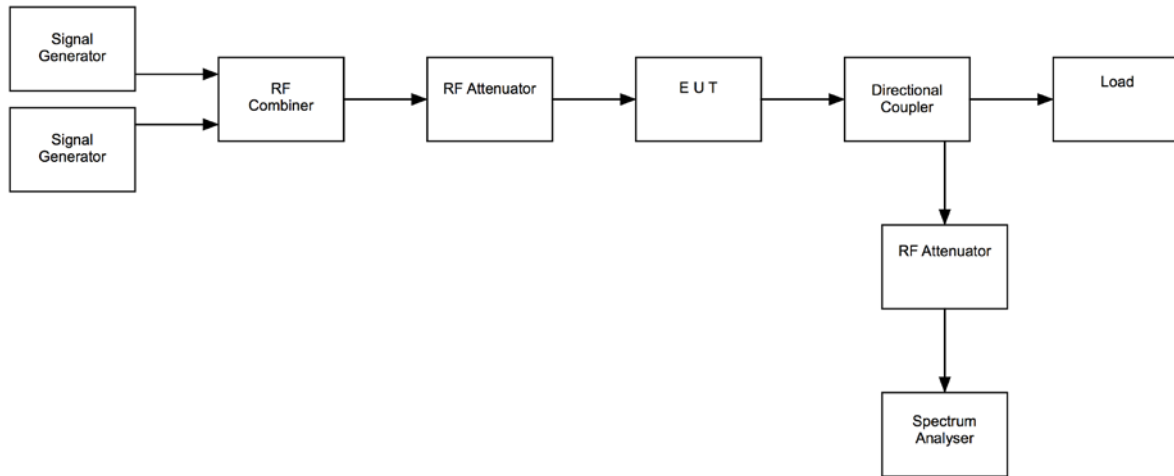 Signal
Generator
Signal
Generator
RF
Combiner
RF Attenuator
E U T
Directional
Coupler
Load
RF Attenuator
Spectrum
Analyser